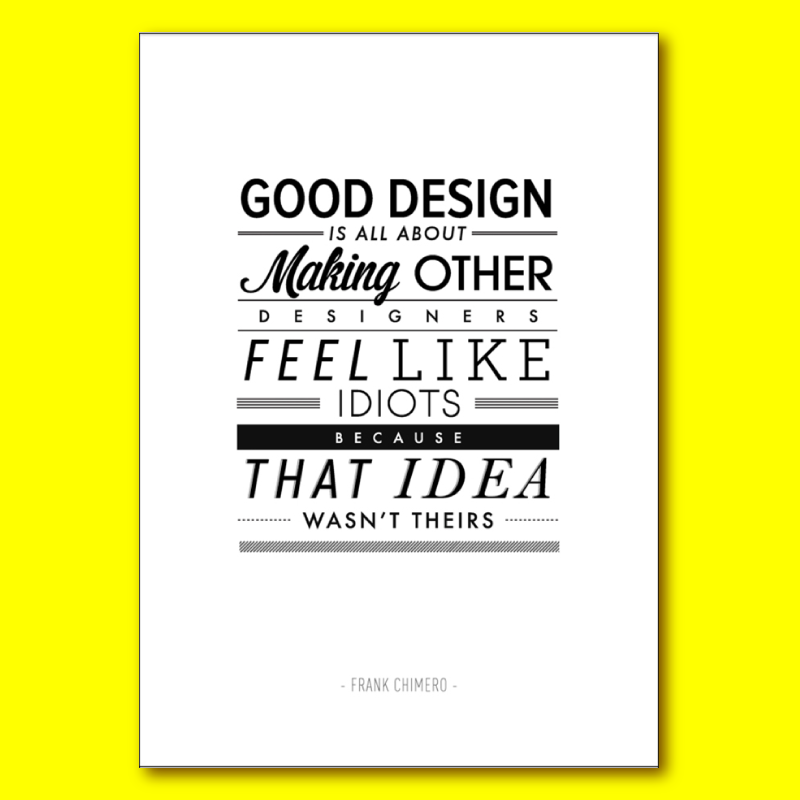 GOOD DESIGN
IS ALL ABOUT
Making OTHER
DESIGNERS
FEEL LIKE
IDIOTS
BECAUSE
THAT IDEA
WASN'T THEIRS
- FRANK CHIMERO -